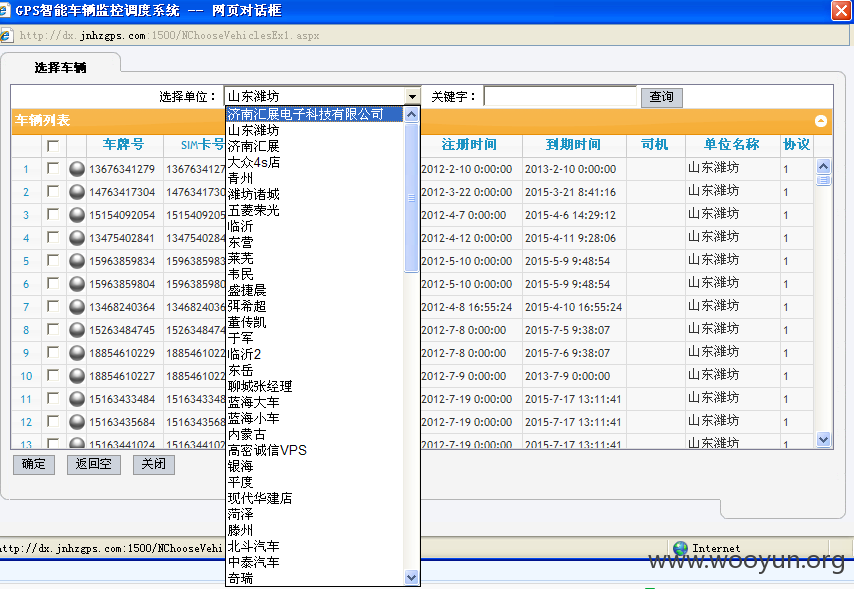 GPS智能车辆监控调度系统 -- 网页对话框
http://dx.jnhzgps.com:1500/NChooseVehiclesEx1.aspx
选择车辆
选择单位： 山东潍坊 关键字： 查询
车辆列表
车牌号 SIM卡号 注册时间 到期时间 司机 单位名称 协议
1 13676341279 1367634127 2012-2-10 0:00:00 2013-2-10 0:00:00 山东潍坊 1
2 14763417304 1476341730 2012-3-22 0:00:00 2015-3-21 8:41:16 山东潍坊 1
3 15154092054 1515409205 2012-4-7 0:00:00 2015-4-6 14:29:12 山东潍坊 1
4 13475402841 1347540284 2012-4-12 0:00:00 2015-4-11 9:28:06 山东潍坊 1
5 15963859834 1596385983 2012-5-10 0:00:00 2015-5-9 9:48:54 山东潍坊 1
6 15963859804 1596385980 2012-5-10 0:00:00 2015-5-9 9:48:54 山东潍坊 1
7 13468240364 1346824036 2012-4-8 16:55:24 2015-4-10 16:55:24 山东潍坊 1
8 15263484745 1526348474 2012-7-8 0:00:00 2015-7-5 9:38:07 山东潍坊 1
9 18854610229 1885461022 2012-7-8 0:00:00 2015-7-6 9:38:07 山东潍坊 1
10 18854610227 1885461022 2012-7-9 0:00:00 2013-7-9 0:00:00 山东潍坊 1
11 15163433484 1516343348 2012-7-19 0:00:00 2015-7-17 13:11:41 山东潍坊 1
12 15163435684 1516343568 2012-7-19 0:00:00 2015-7-17 13:11:41 山东潍坊 1
13 15163441024 1516344102 2012-7-19 0:00:00 2015-7-17 13:11:41 山东潍坊 1
济南汇展电子科技有限公司
山东潍坊
济南汇展
大众4s店
青州
潍坊诸城
五菱荣光
临沂
东营
莱芜
韦民
盛捷晨
弭希超
董传凯
于军
临沂2
东岳
聊城张经理
蓝海大车
蓝海小车
内蒙古
高密诚信VPS
银海
平度
现代华建店
菏泽
滕州
北斗汽车
中泰汽车
奇瑞
确定 返回空 关闭
http://dx.jnhzgps.com:1500/NChooseVehi Internet
www.wooyun.org